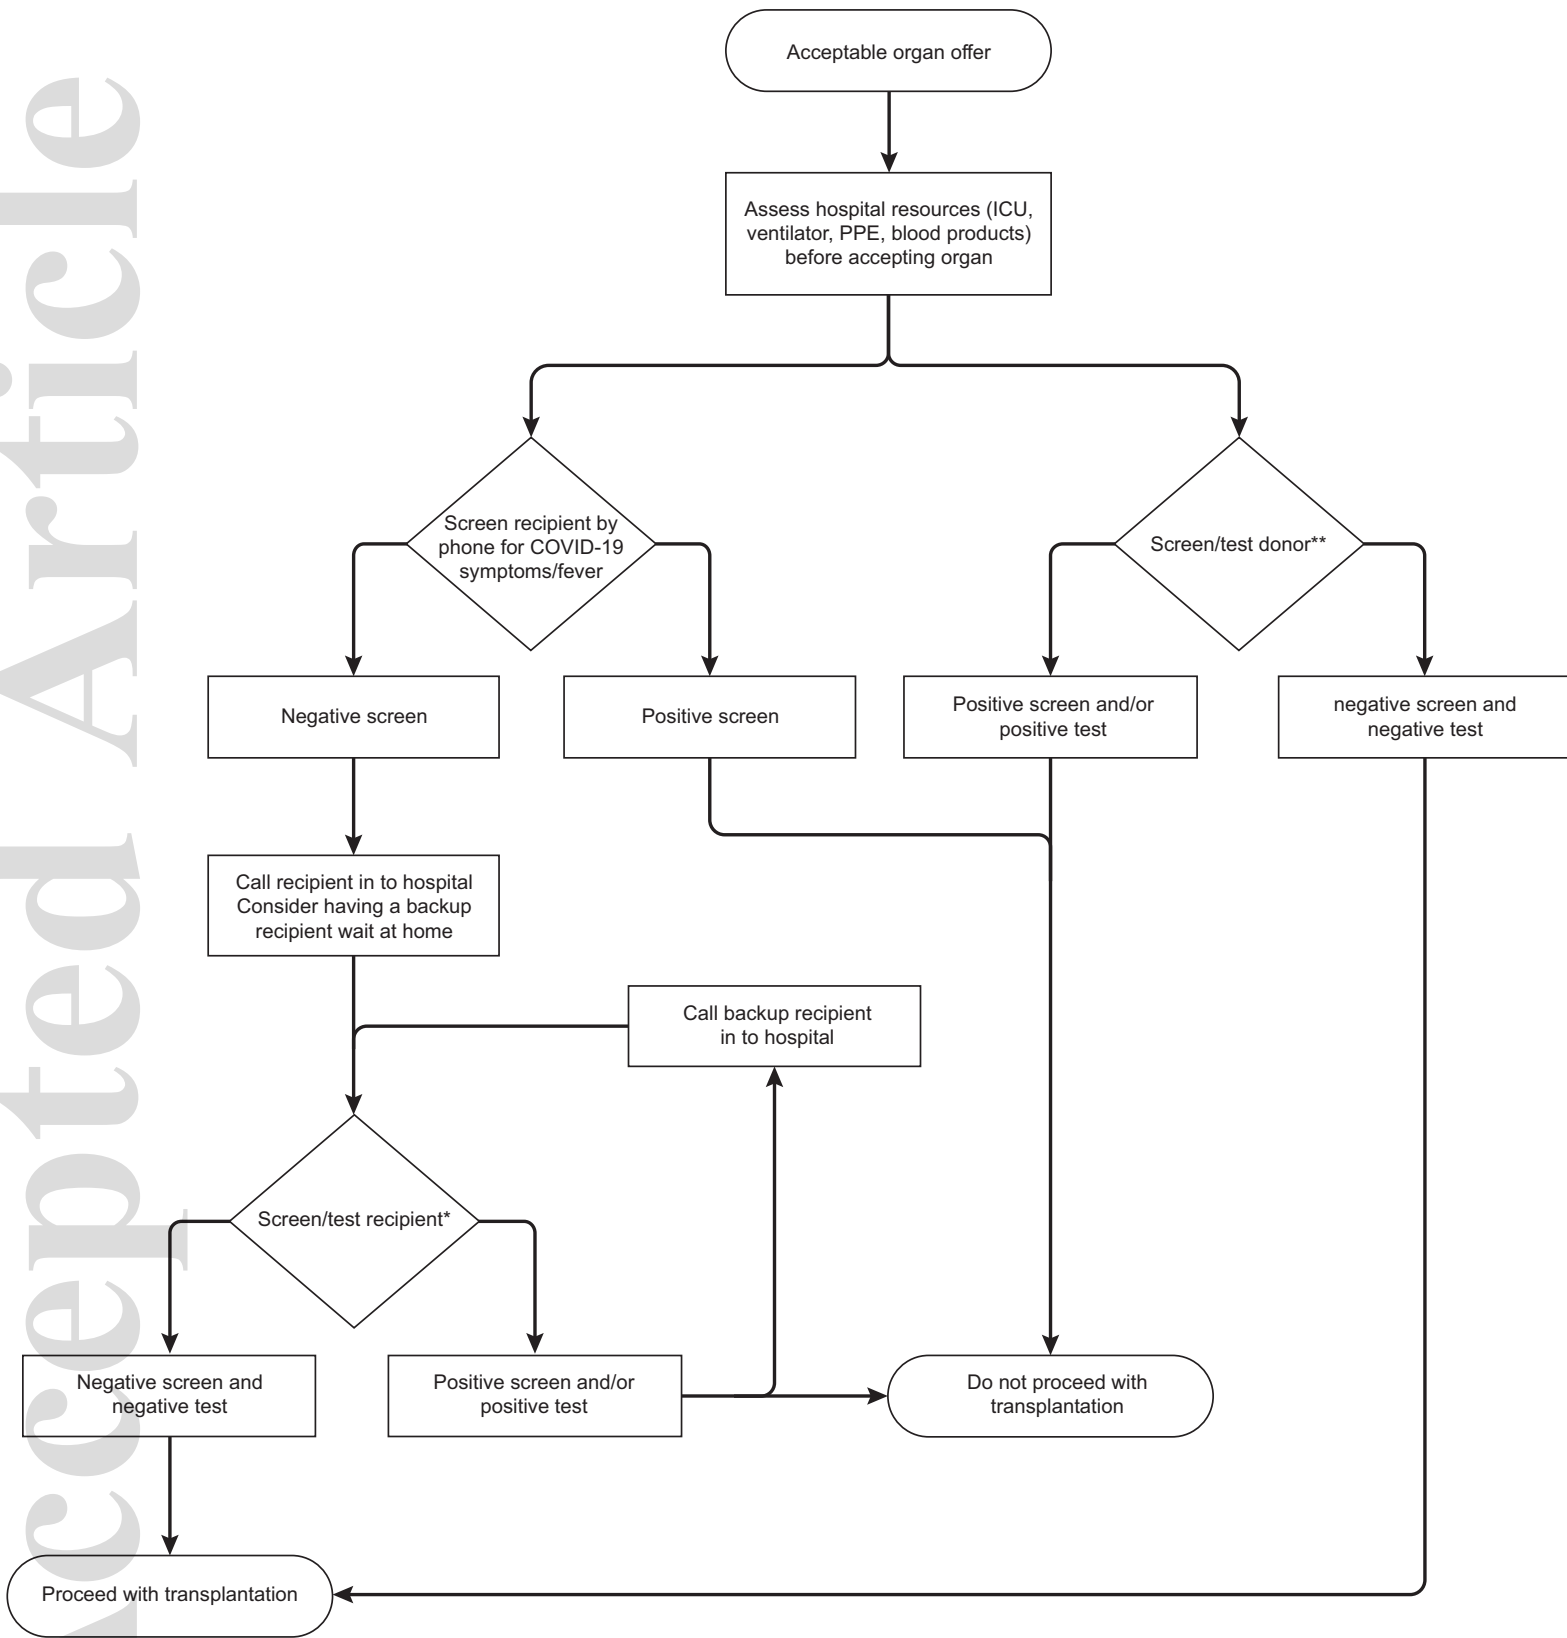 Acceptable organ offer
Assess hospital resources (ICU,
ventilator, PPE, blood products)
before accepting organ
Screen recipient by
phone for COVID-19
symptoms/fever
Screen/test donor**
Negative screen
Positive screen
Positive screen and/or
positive test
negative screen and
negative test
Call recipient in to hospital
Consider having a backup
recipient wait at home
Call backup recipient
in to hospital
Screen/test recipient*
Negative screen and
negative test
Positive screen and/or
positive test
Do not proceed with
transplantation
Proceed with transplantation
Accepted Article